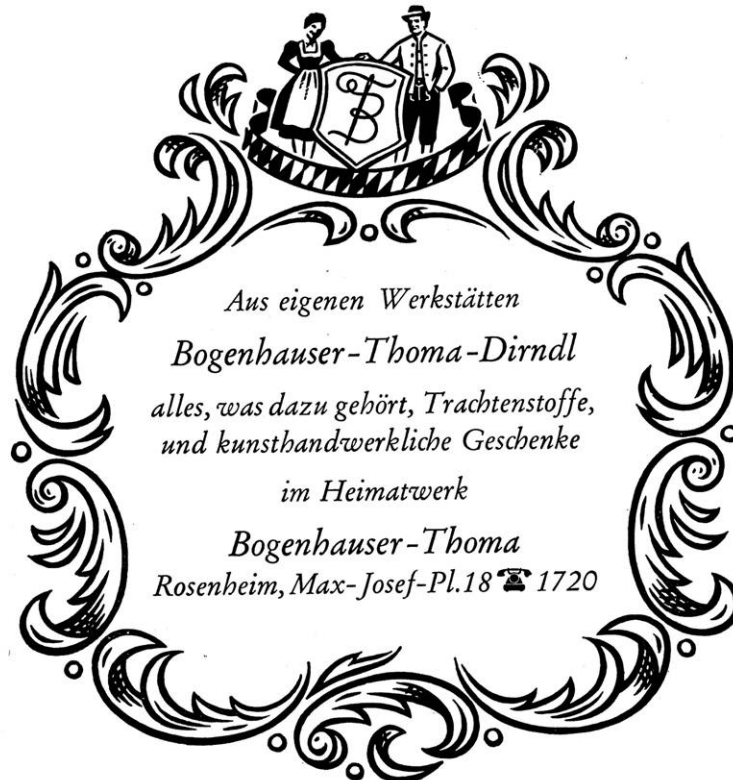 Aus eigenen Werkstätten
Bogenhauser-Thoma-Dirndl
alles, was dazu gehört, Trachtenstoffe,
und kunsthandwerkliche Geschenke
im Heimatwerk
Bogenhauser-Thoma
Rosenheim, Max-Josef-Pl.18 ☎ 1720